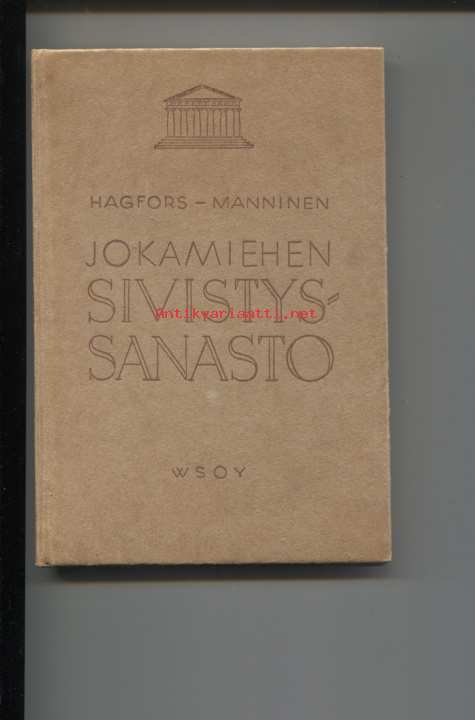 HAGFORS – MANNINEN
JOKAMIEHEN
SIVISTYS-
Antikvariaatti.net
SANASTO
WSOY